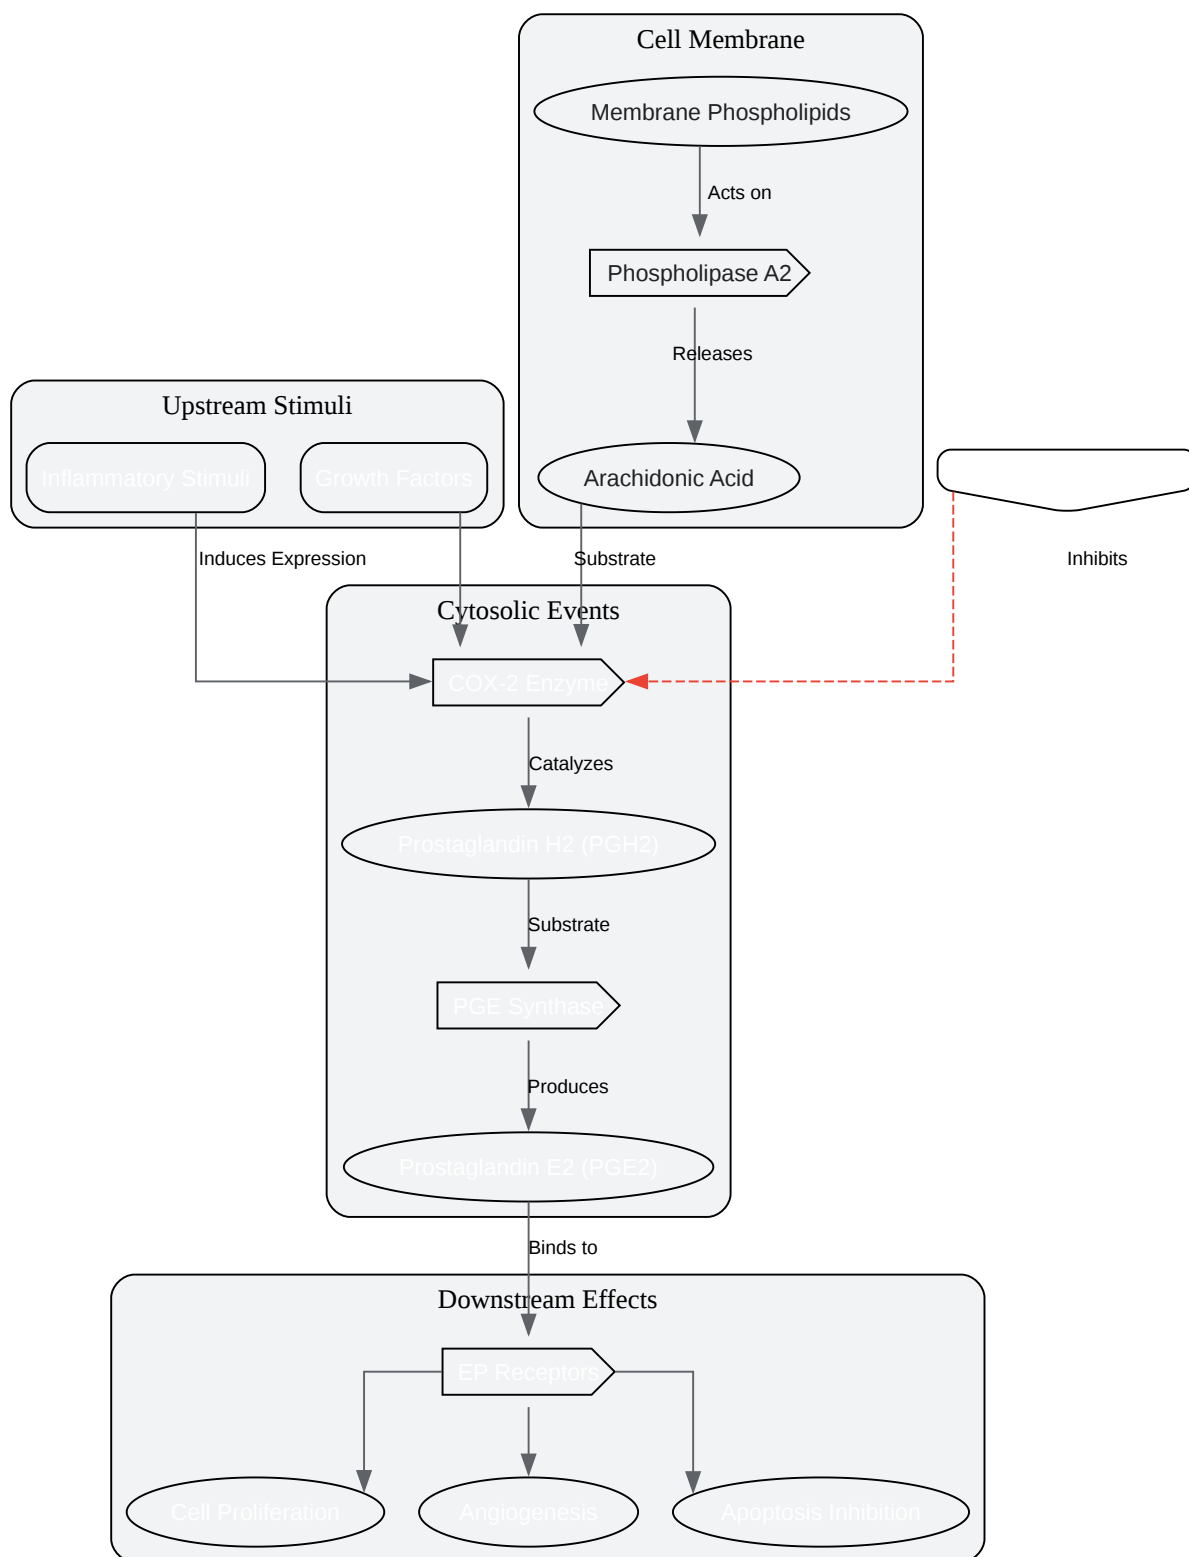 Cell Membrane
Membrane Phospholipids
Acts on
Phospholipase A2
Releases
Arachidonic Acid
Upstream Stimuli
Inflammatory Stimuli
Growth Factors
Induces Expression
Substrate
Inhibits
Cytosolic Events
COX-2 Enzyme
Catalyzes
Prostaglandin H2 (PGH2)
Substrate
PGE Synthase
Produces
Prostaglandin E2 (PGE2)
Binds to
Downstream Effects
EP Receptors
Cell Proliferation
Angiogenesis
Apoptosis Inhibition